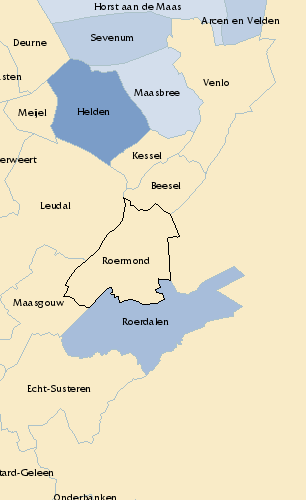 Horst aan de Maas
Arcen en Velden
Sevenum
Deurne
sten
Venlo
Maasbree
Meijel
Helden
Kessel
erweert
Beesel
Leudal
Roermond
Maasgouw
Roerdalen
Echt-Susteren
tard-Geleen
Onderbanken